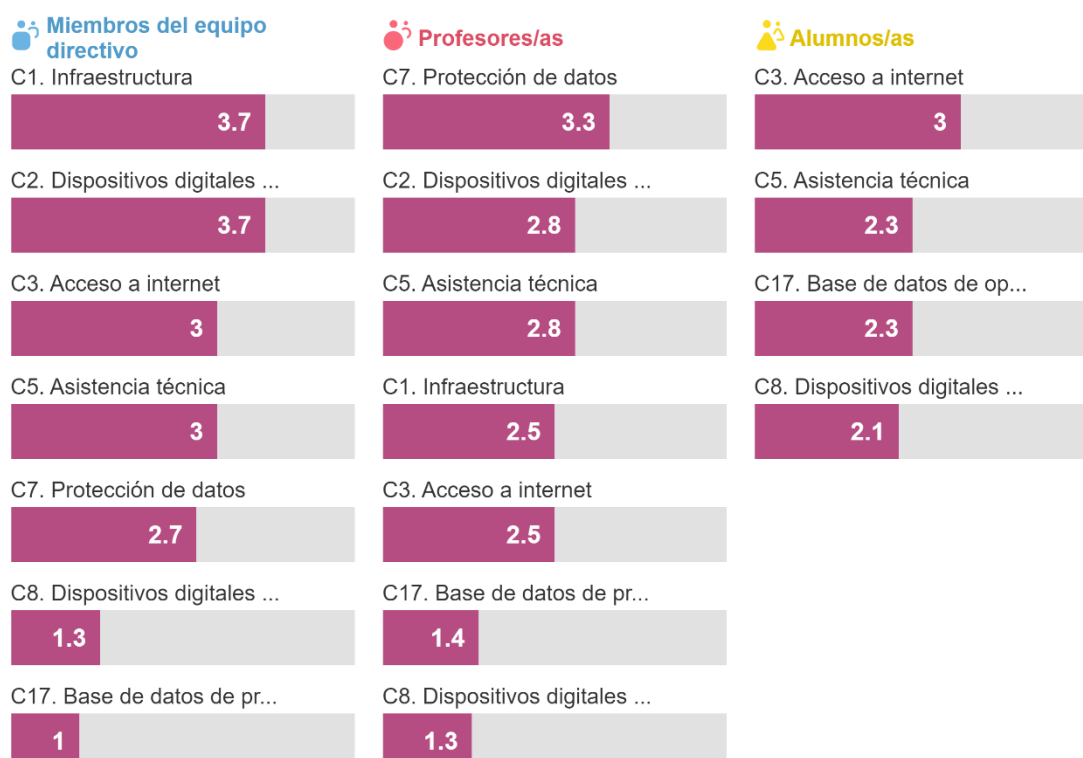 Miembros del equipo
directivo
C1. Infraestructura
3.7
C2. Dispositivos digitales ...
3.7
C3. Acceso a internet
3
C5. Asistencia técnica
3
C7. Protección de datos
2.7
C8. Dispositivos digitales ...
1.3
C17. Base de datos de pr...
1
Profesores/as
C7. Protección de datos
3.3
C2. Dispositivos digitales ...
2.8
C5. Asistencia técnica
2.8
C1. Infraestructura
2.5
C3. Acceso a internet
2.5
C17. Base de datos de pr...
1.4
C8. Dispositivos digitales ...
1.3
Alumnos/as
C3. Acceso a internet
3
C5. Asistencia técnica
2.3
C17. Base de datos de op...
2.3
C8. Dispositivos digitales ...
2.1